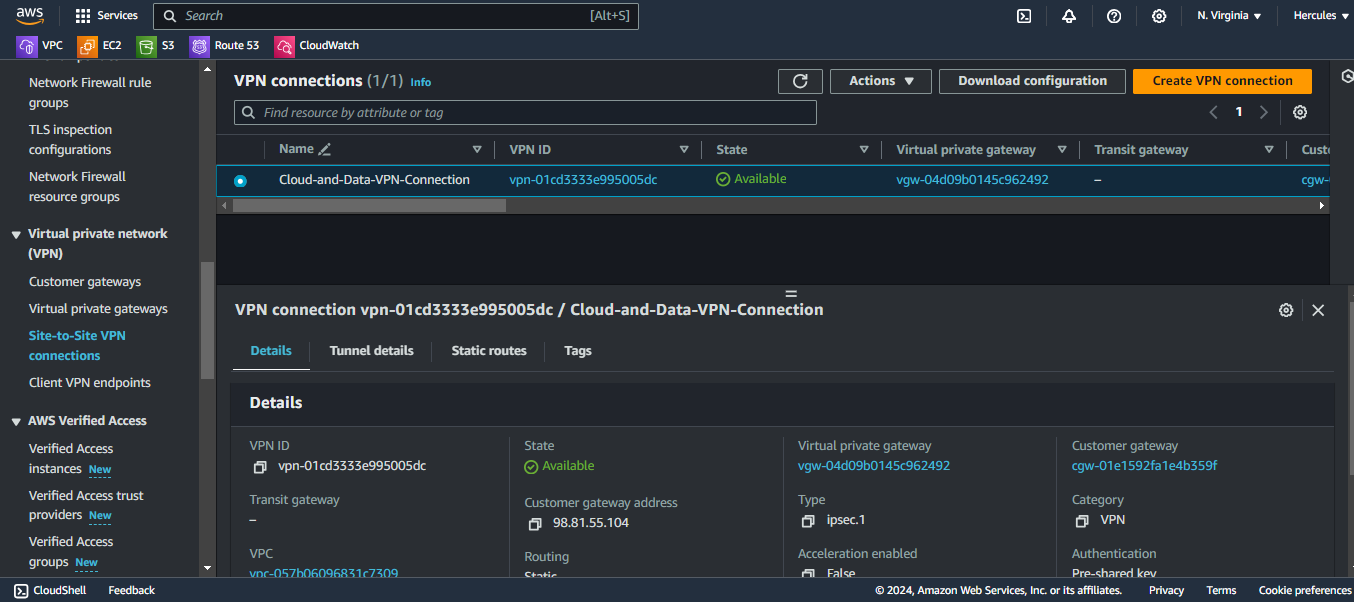 aws
Services
Search
[Alt+S]
N. Virginia
Hercules
VPC
EC2
S3
Route 53
CloudWatch
Network Firewall rule
groups
TLS inspection
configurations
Network Firewall
resource groups
Virtual private network
(VPN)
Customer gateways
Virtual private gateways
Site-to-Site VPN
connections
Client VPN endpoints
AWS Verified Access
Verified Access
instances New
Verified Access trust
providers New
Verified Access
groups New
VPN connections (1/1) Info
Actions
Download configuration
Create VPN connection
Find resource by attribute or tag
1
Name
VPN ID
State
Virtual private gateway
Transit gateway
Cloud-and-Data-VPN-Connection
vpn-01cd3333e995005dc
Available
vgw-04d09b0145c962492
–
VPN connection vpn-01cd3333e995005dc / Cloud-and-Data-VPN-Connection
Details
Tunnel details
Static routes
Tags
Details
VPN ID
vpn-01cd3333e995005dc
State
Available
Virtual private gateway
vgw-04d09b0145c962492
Customer gateway
cgw-01e1592fa1e4b359f
Transit gateway
–
Customer gateway address
98.81.55.104
Type
ipsec.1
Category
VPN
VPC
vpc-057b06096831c7309
Routing
Static
Acceleration enabled
False
Authentication
Pre-shared key
CloudShell
Feedback
© 2024, Amazon Web Services, Inc. or its affiliates.
Privacy
Terms
Cookie preferences